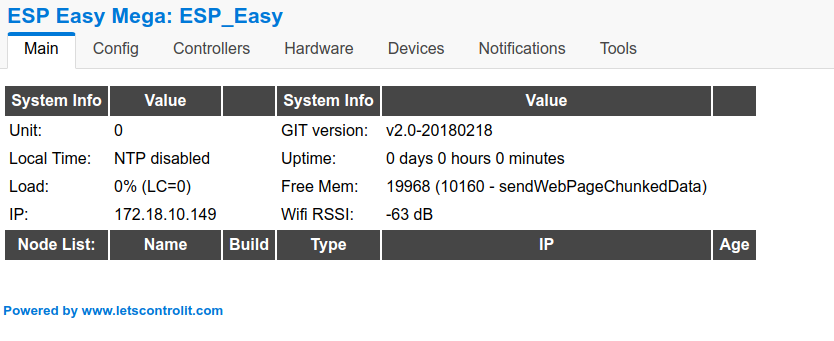 ESP Easy Mega: ESP_Easy
Main Config Controllers Hardware Devices Notifications Tools
System Info Value System Info Value
Unit: 0 GIT version: v2.0-20180218
Local Time: NTP disabled Uptime: 0 days 0 hours 0 minutes
Load: 0% (LC=0) Free Mem: 19968 (10160 - sendWebPageChunkedData)
IP: 172.18.10.149 Wifi RSSI: -63 dB
Node List: Name Build Type IP Age
Powered by www.letscontrolit.com